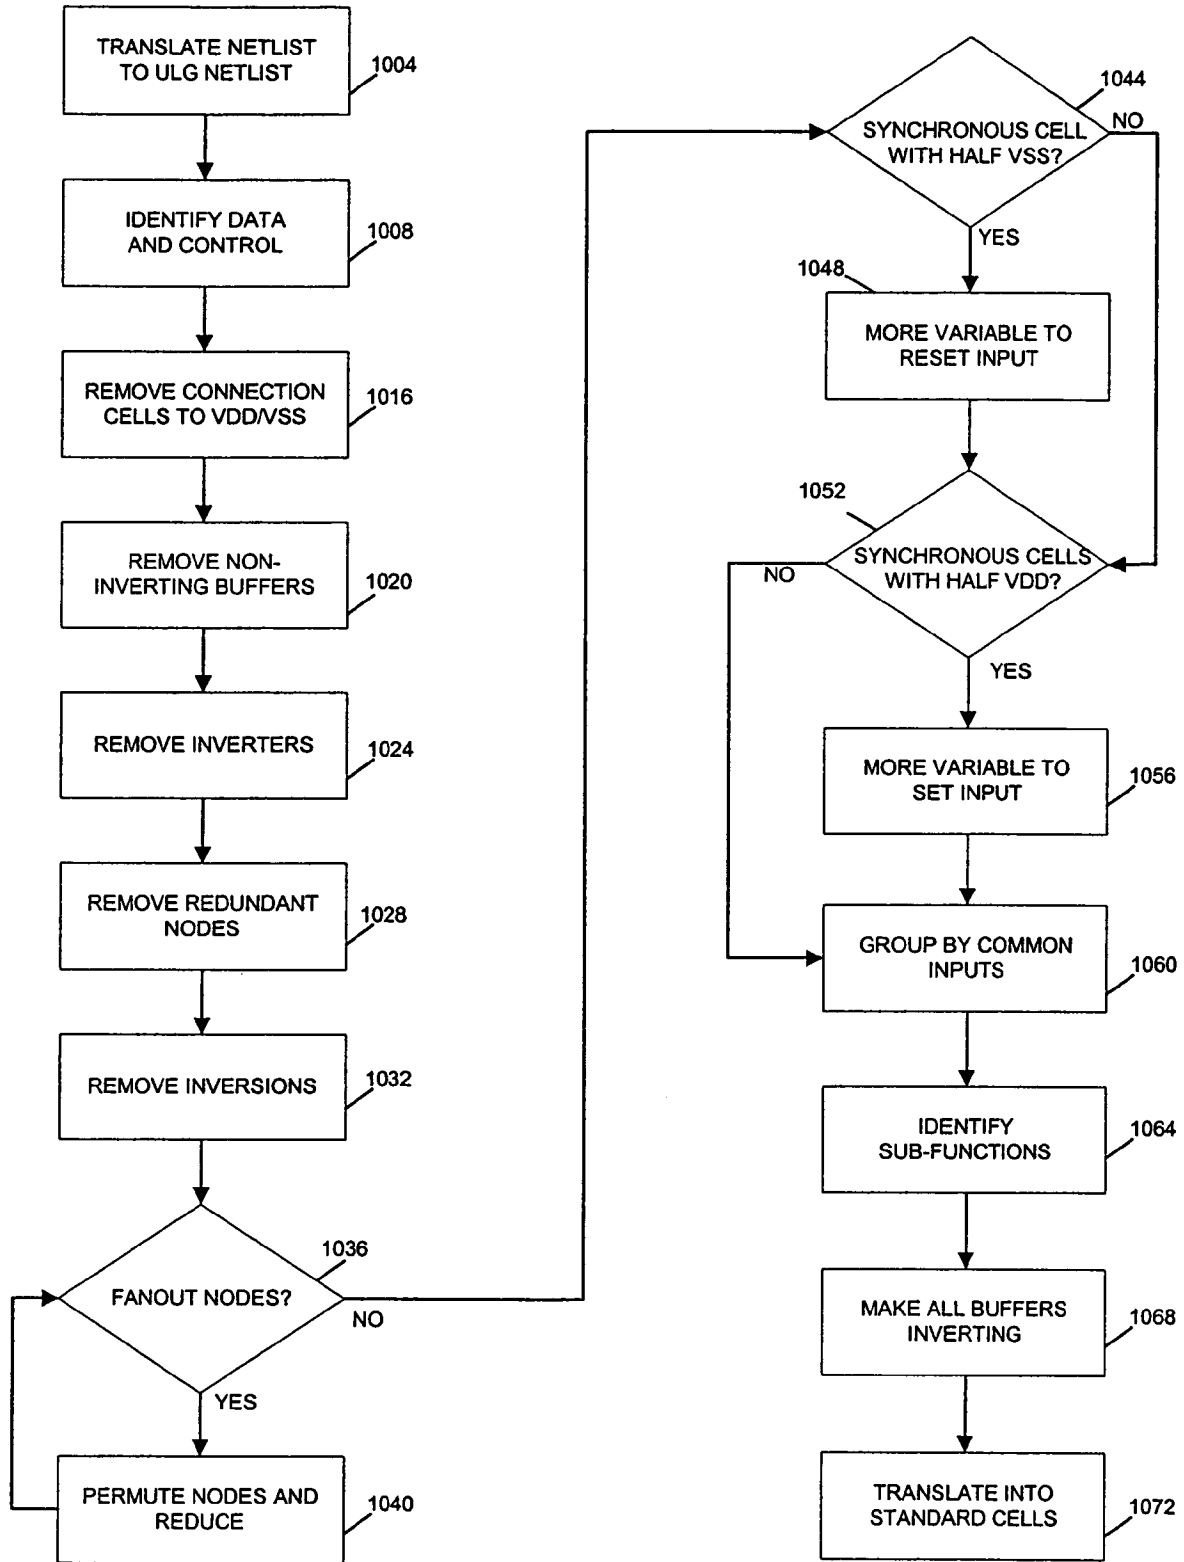 TRANSLATE NETLIST
TO ULG NETLIST
1004
IDENTIFY DATA
AND CONTROL
1008
REMOVE CONNECTION
CELLS TO VDD/VSS
1016
REMOVE NON-
INVERTING BUFFERS
1020
REMOVE INVERTERS
1024
REMOVE REDUNDANT
NODES
1028
REMOVE INVERSIONS
1032
FANOUT NODES?
1036
NO
YES
PERMUTE NODES AND
REDUCE
1040
SYNCHRONOUS CELL
WITH HALF VSS?
1044
NO
YES
1048
MORE VARIABLE TO
RESET INPUT
1052
SYNCHRONOUS CELLS
WITH HALF VDD?
NO
YES
MORE VARIABLE TO
SET INPUT
1056
GROUP BY COMMON
INPUTS
1060
IDENTIFY
SUB-FUNCTIONS
1064
MAKE ALL BUFFERS
INVERTING
1068
TRANSLATE INTO
STANDARD CELLS
1072